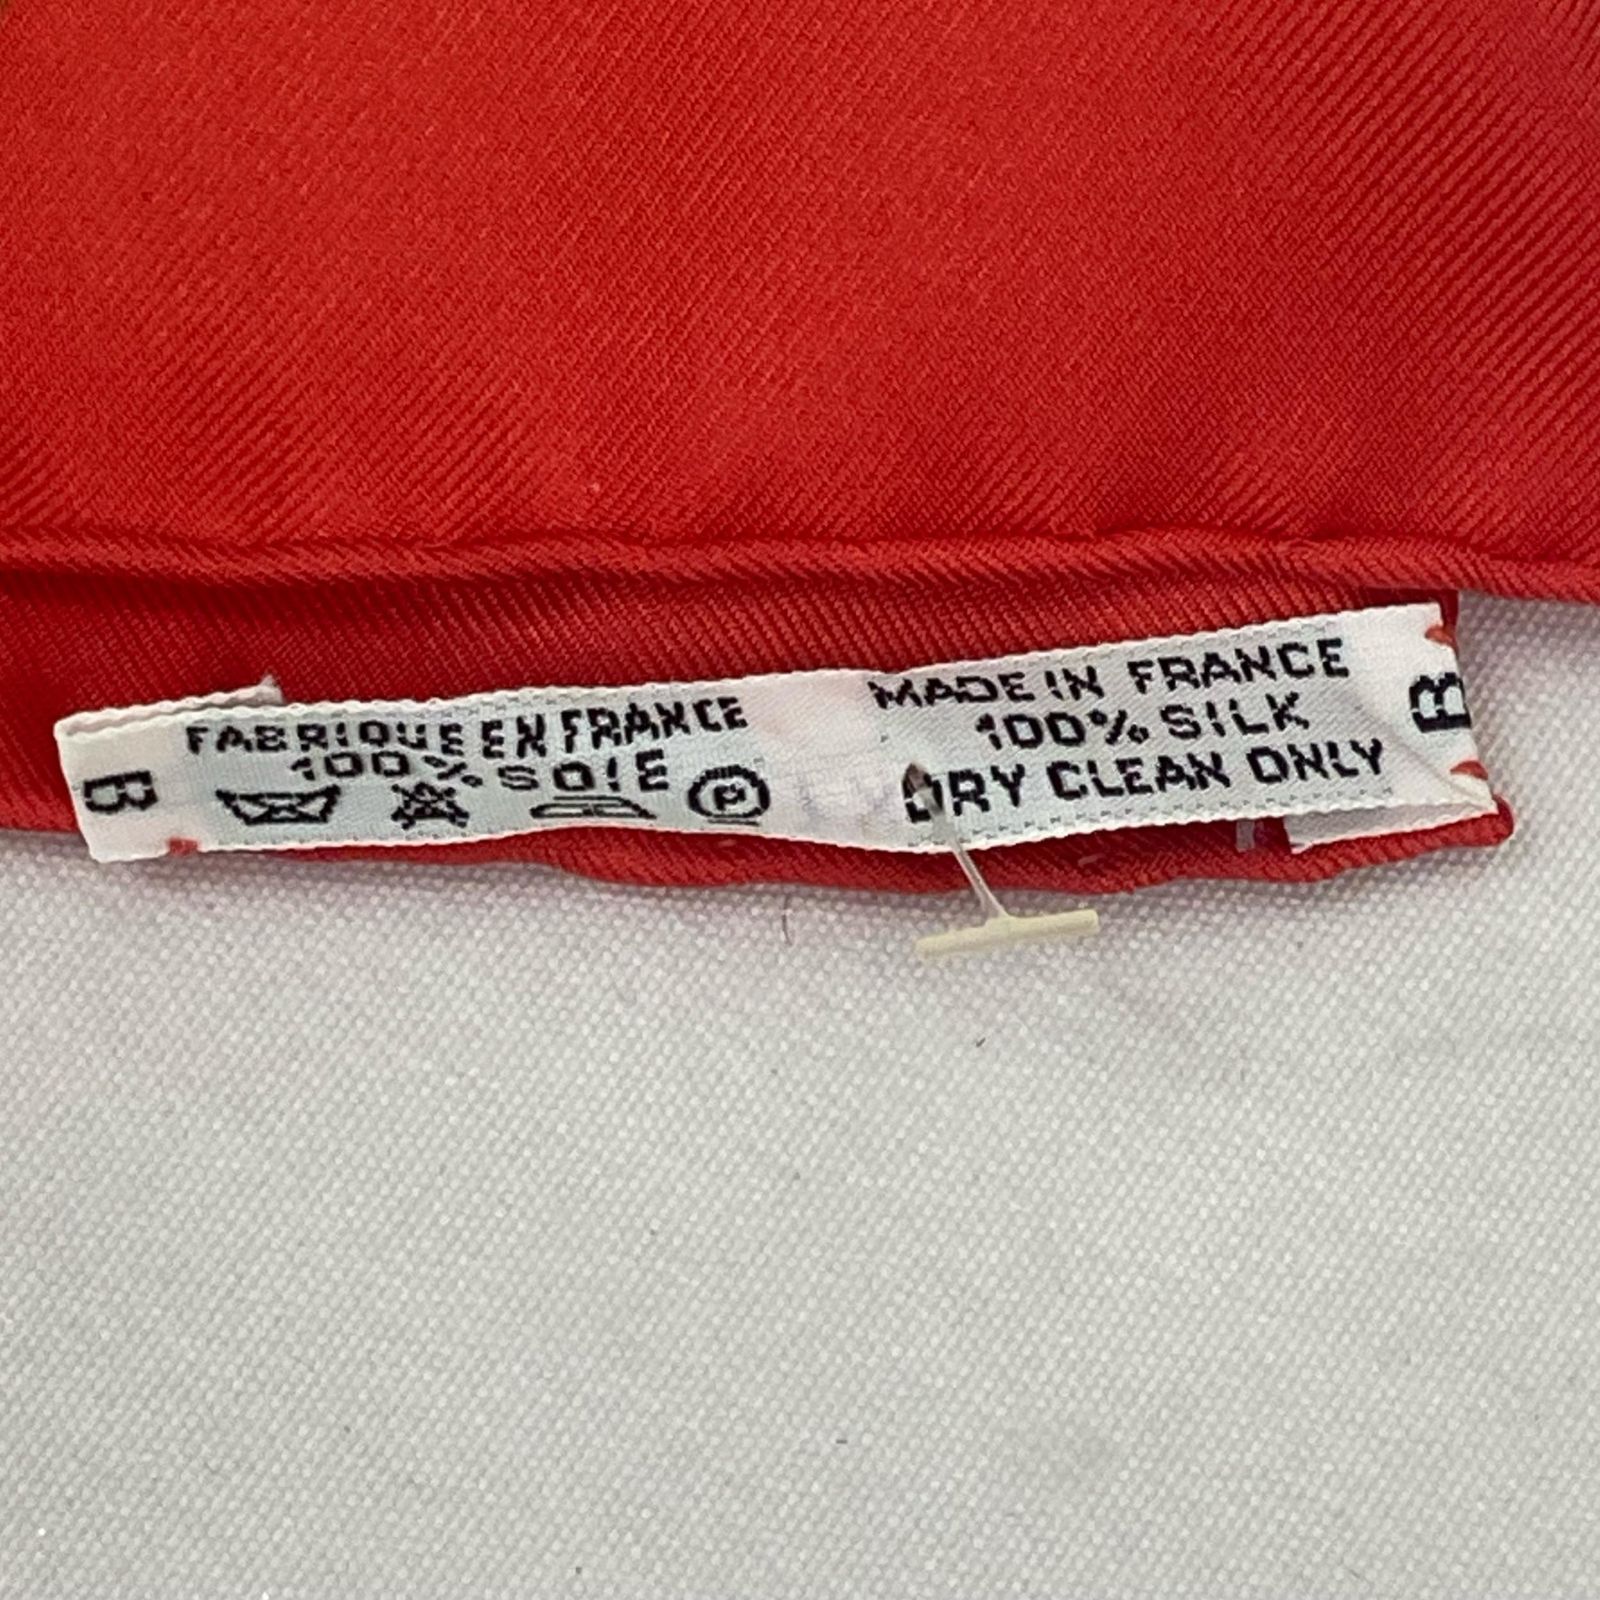 B
FABRIQUE EN FRANCE
100% SOIE
P
MADE IN FRANCE
100% SILK
DRY CLEAN ONLY
B